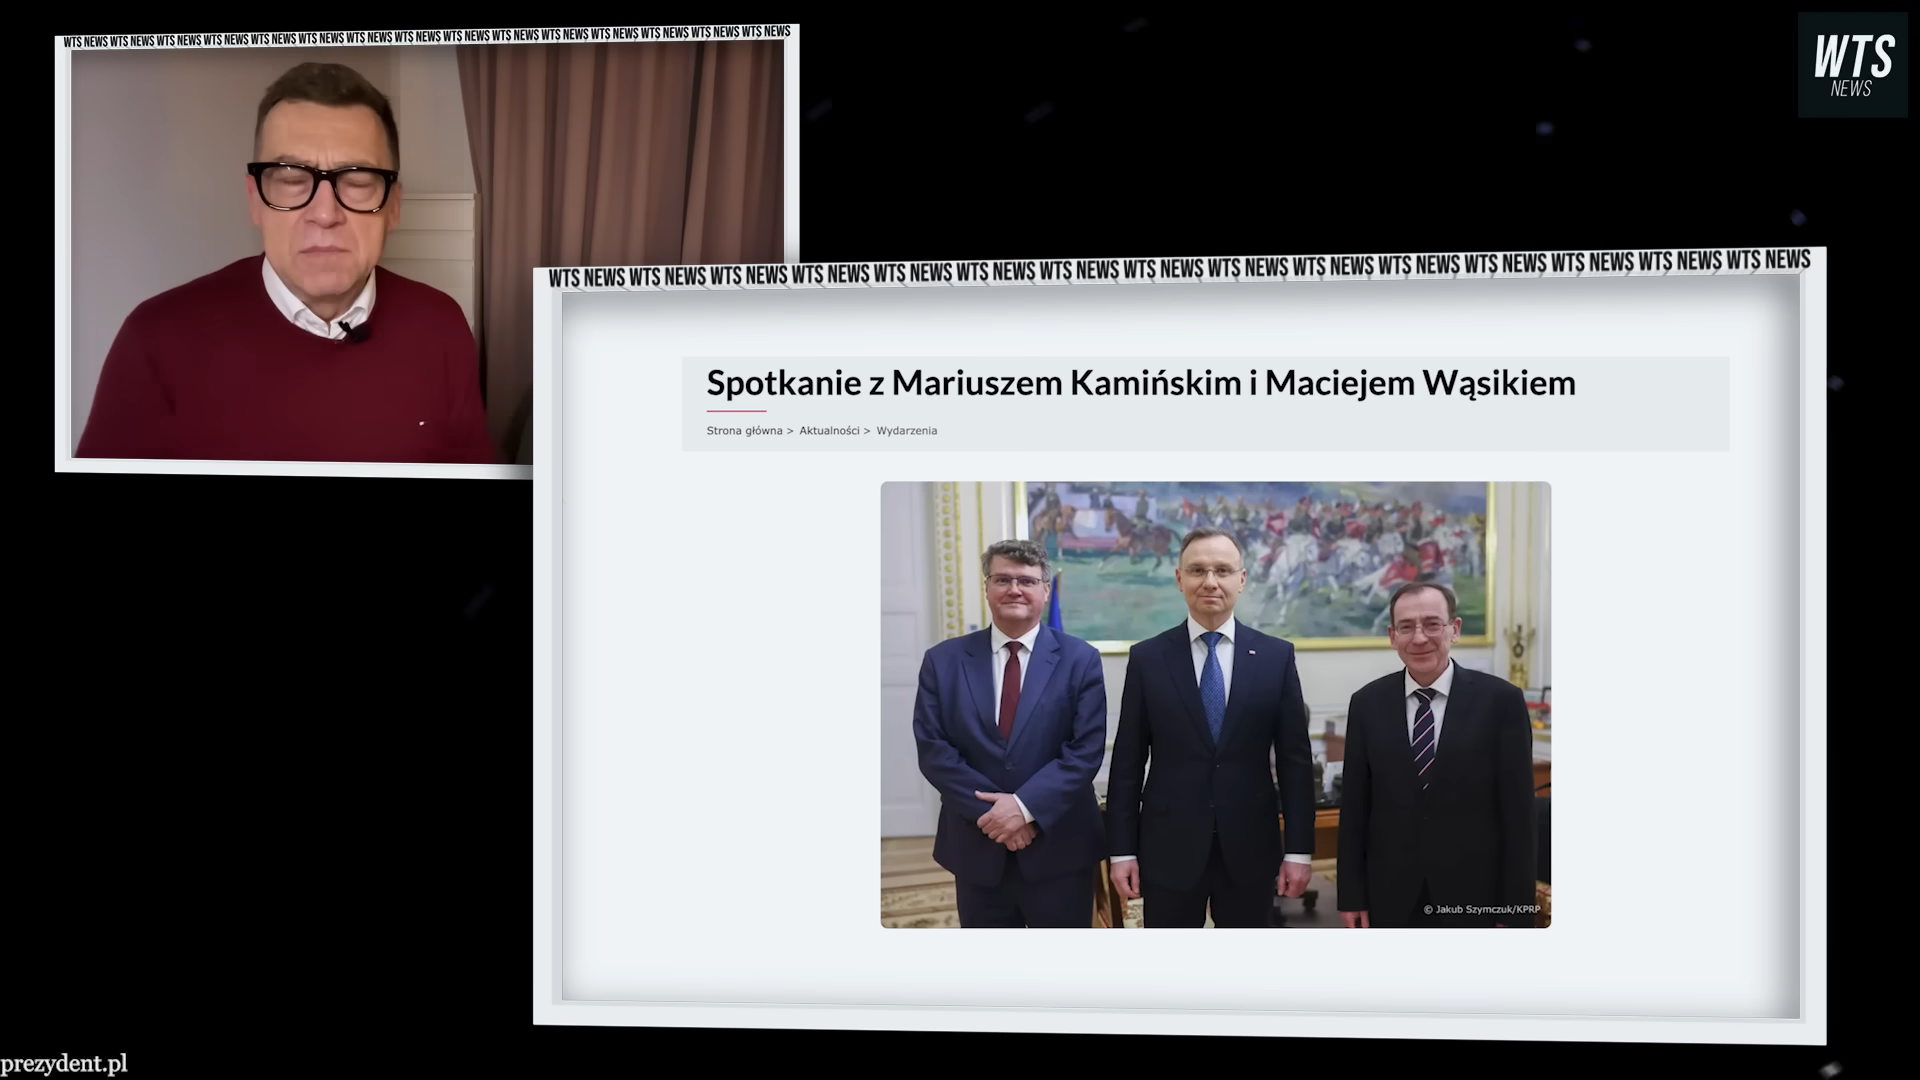 WTS NEWS WTS NEWS WTS NEWS WTS NEWS WTS NEWS WTS NEWS WTS NEWS WTS NEWS WTS NEWS WTS NEWS WTS NEWS WTS NEWS WTS NEWS WTS NEWS WTS NEWS WTS NEWS
WTS
NEWS
WTS NEWS WTS NEWS WTS NEWS WTS NEWS WTS NEWS WTS NEWS WTS NEWS WTS NEWS WTS NEWS WTS NEWS WTS NEWS WTS NEWS WTS NEWS WTS NEWS WTS NEWS
Spotkanie z Mariuszem Kamińskim i Maciejem Wąsikiem
Strona główna > Aktualności > Wydarzenia
© Jakub Szymczuk/KPRP
prezydent.pl